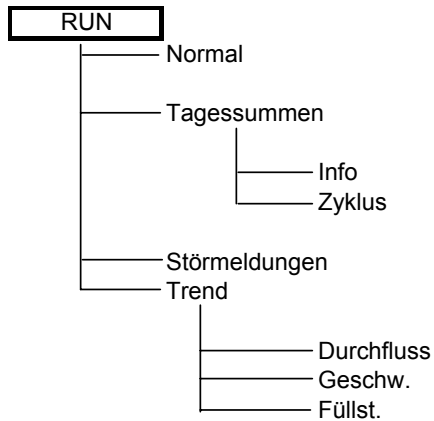 RUN
Normal
Tagessummen
Info
Zyklus
Störmeldungen
Trend
Durchfluss
Geschw.
Füllst.